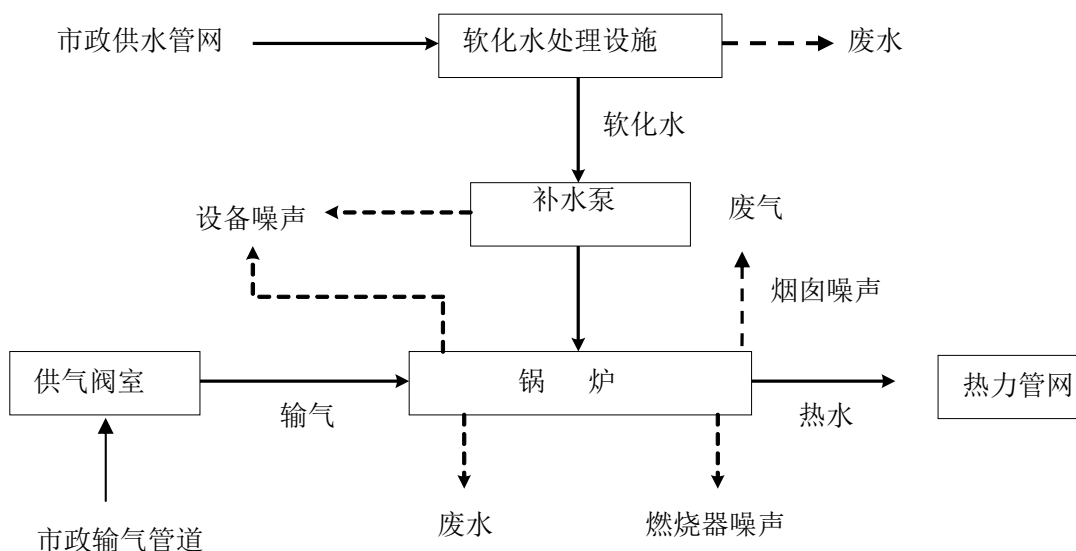 市政供水管网
软化水处理设施
废水
软化水
补水泵
设备噪声
废气
烟囱噪声
供气阀室
输气
锅 炉
热水
热力管网
市政输气管道
废水
燃烧器噪声